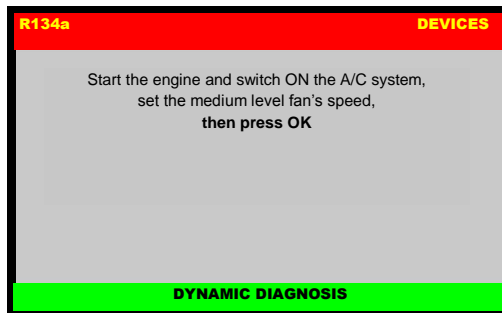 R134a DEVICES
Start the engine and switch ON the A/C system,
set the medium level fan's speed,
then press OK
DYNAMIC DIAGNOSIS